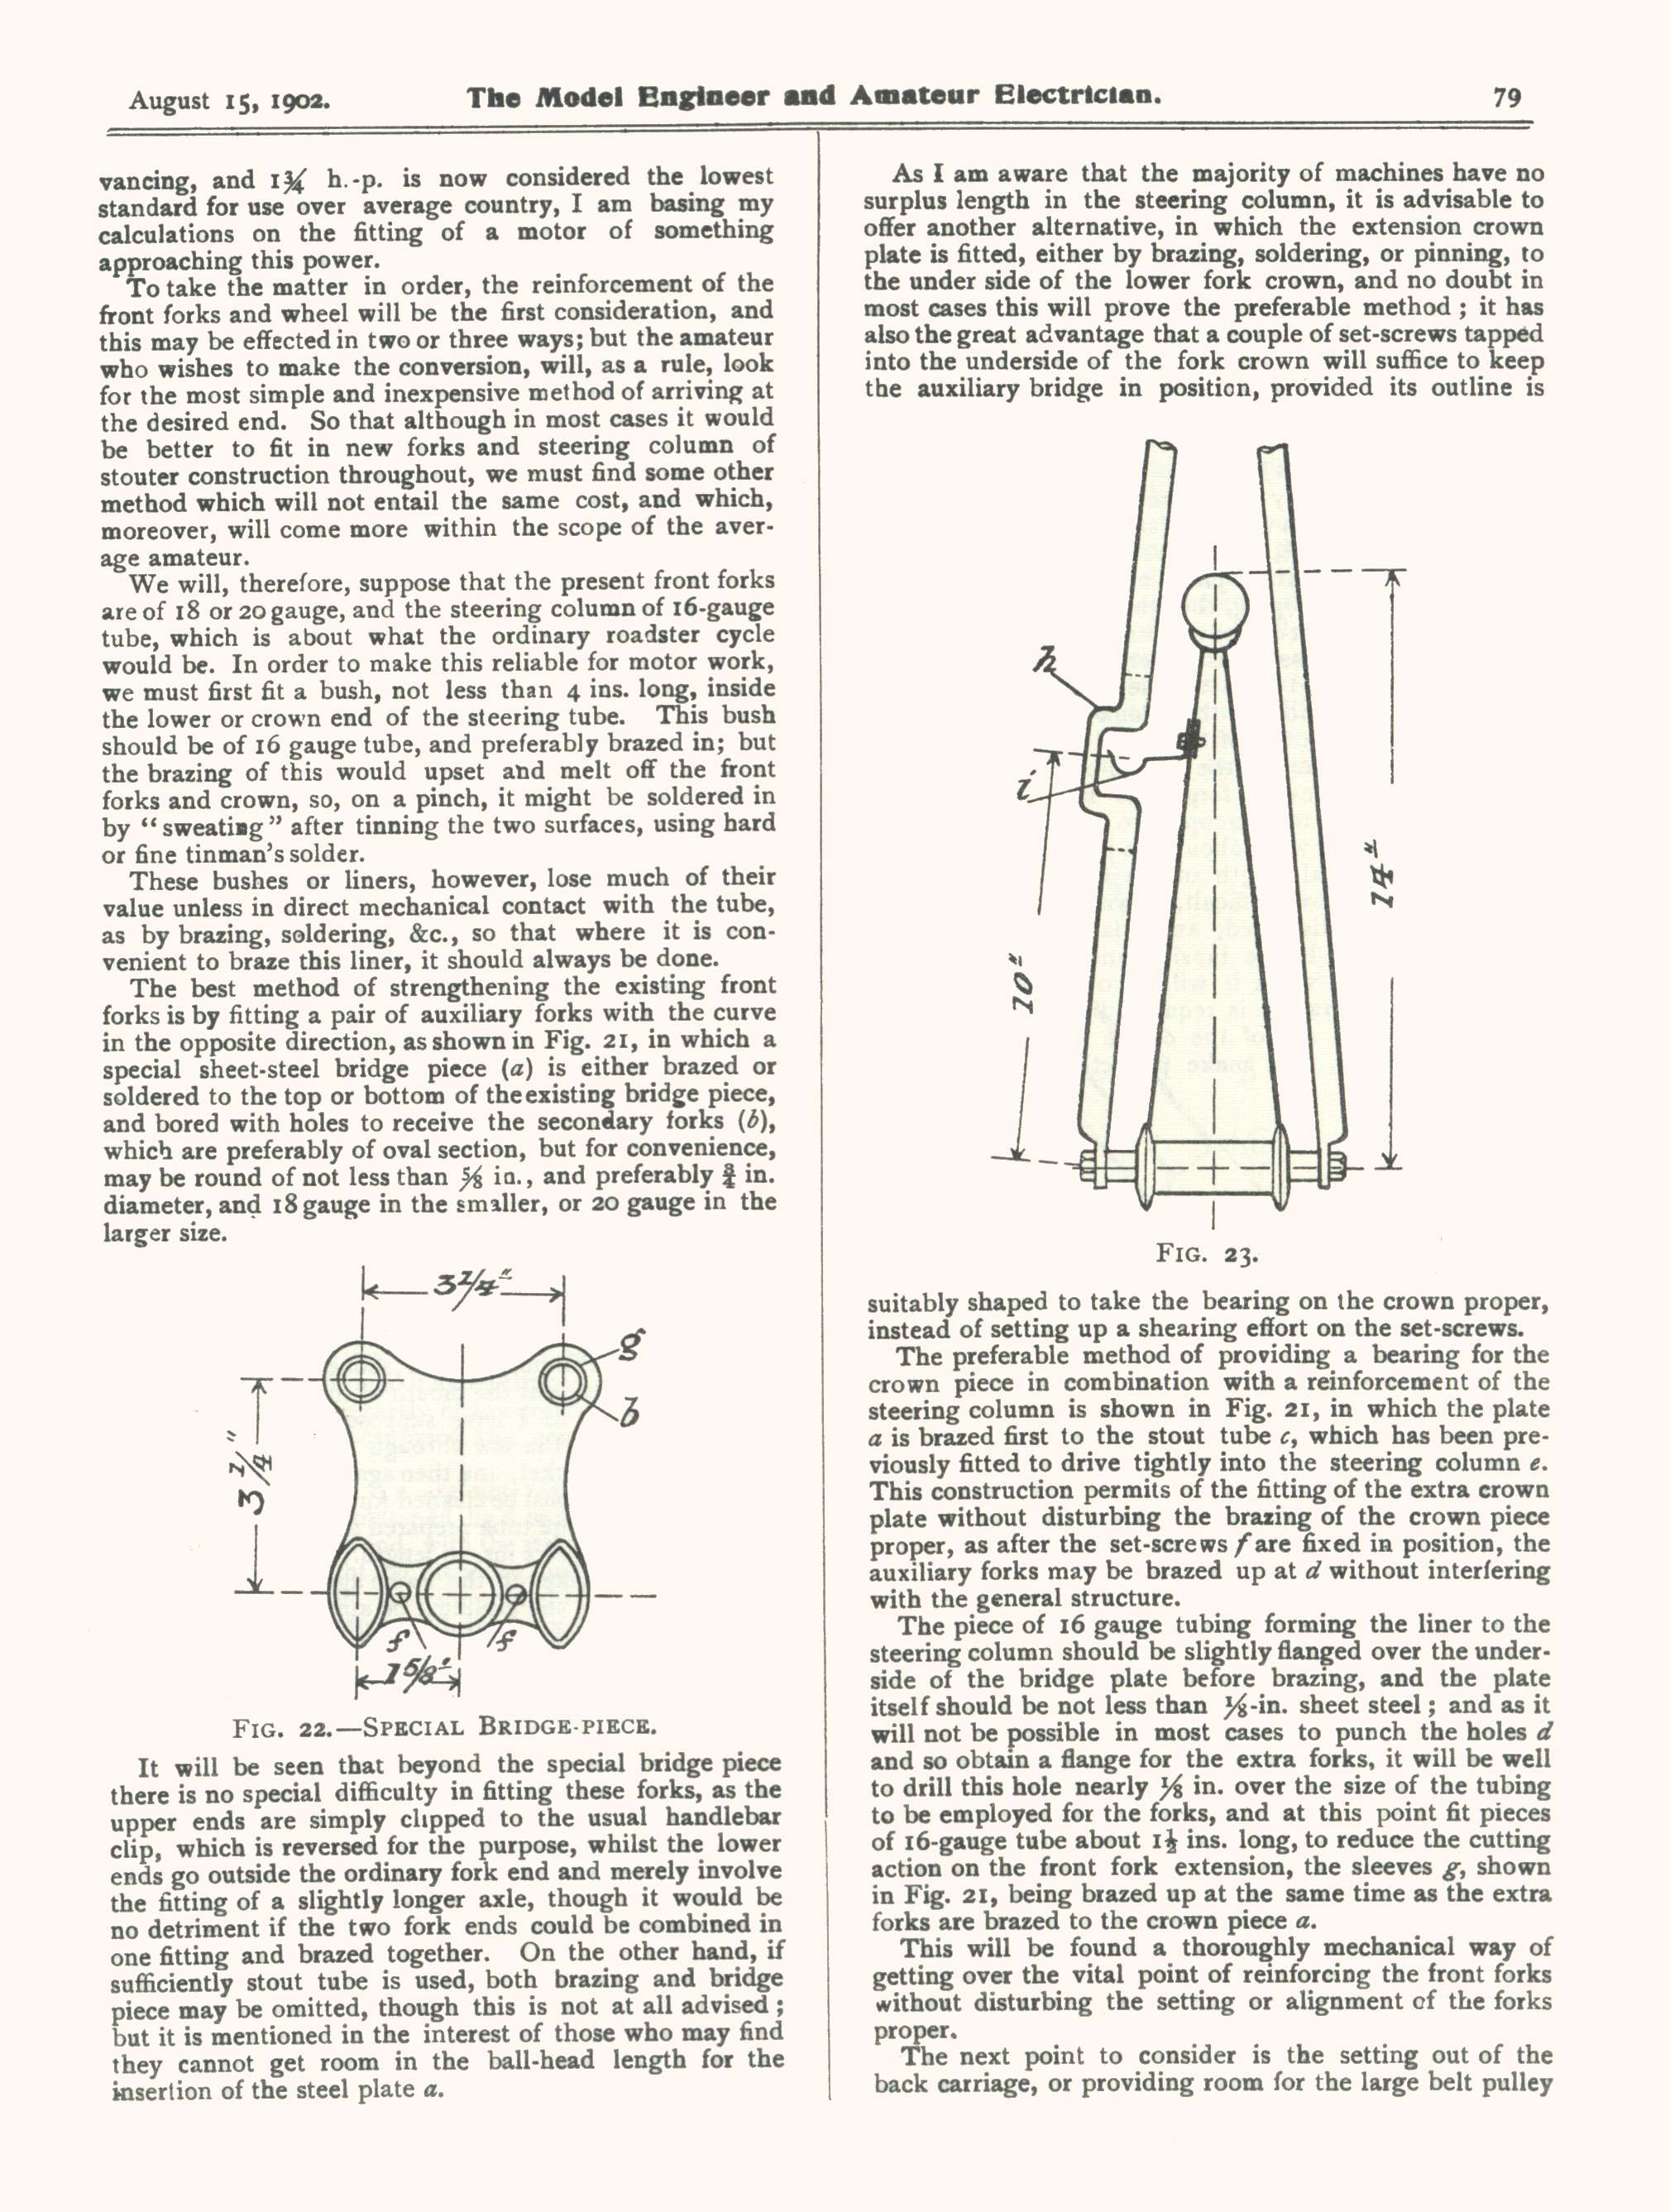 August 15, 1902.
The Model Engineer and Amateur Electrician.
79
vancing, and 1¾ h.-p. is now considered the lowest
standard for use over average country, I am basing my
calculations on the fitting of a motor of something
approaching this power.
To take the matter in order, the reinforcement of the
front forks and wheel will be the first consideration, and
this may be effected in two or three ways; but the amateur
who wishes to make the conversion, will, as a rule, look
for the most simple and inexpensive method of arriving at
the desired end. So that although in most cases it would
be better to fit in new forks and steering column of
stouter construction throughout, we must find some other
method which will not entail the same cost, and which,
moreover, will come more within the scope of the aver-
age amateur.
We will, therefore, suppose that the present front forks
are of 18 or 20 gauge, and the steering column of 16-gauge
tube, which is about what the ordinary roadster cycle
would be. In order to make this reliable for motor work,
we must first fit a bush, not less than 4 ins. long, inside
the lower or crown end of the steering tube. This bush
should be of 16 gauge tube, and preferably brazed in; but
the brazing of this would upset and melt off the front
forks and crown, so, on a pinch, it might be soldered in
by “sweating” after tinning the two surfaces, using hard
or fine tinman's solder.
These bushes or liners, however, lose much of their
value unless in direct mechanical contact with the tube,
as by brazing, soldering, &c., so that where it is con-
venient to braze this liner, it should always be done.
The best method of strengthening the existing front
forks is by fitting a pair of auxiliary forks with the curve
in the opposite direction, as shown in Fig. 21, in which a
special sheet-steel bridge piece (a) is either brazed or
soldered to the top or bottom of the existing bridge piece,
and bored with holes to receive the secondary forks (b),
which are preferably of oval section, but for convenience,
may be round of not less than ⅝ in., and preferably ¾ in.
diameter, and 18 gauge in the smaller, or 20 gauge in the
larger size.
3 1/4"
g
b
3 1/4"
f
f
1 5/8"
FIG. 22.—SPECIAL BRIDGE-PIECE.
It will be seen that beyond the special bridge piece
there is no special difficulty in fitting these forks, as the
upper ends are simply clipped to the usual handlebar
clip, which is reversed for the purpose, whilst the lower
ends go outside the ordinary fork end and merely involve
the fitting of a slightly longer axle, though it would be
no detriment if the two fork ends could be combined in
one fitting and brazed together. On the other hand, if
sufficiently stout tube is used, both brazing and bridge
piece may be omitted, though this is not at all advised;
but it is mentioned in the interest of those who may find
they cannot get room in the ball-head length for the
insertion of the steel plate a.
As I am aware that the majority of machines have no
surplus length in the steering column, it is advisable to
offer another alternative, in which the extension crown
plate is fitted, either by brazing, soldering, or pinning, to
the under side of the lower fork crown, and no doubt in
most cases this will prove the preferable method; it has
also the great advantage that a couple of set-screws tapped
into the underside of the fork crown will suffice to keep
the auxiliary bridge in position, provided its outline is
h
i
10"
14"
FIG. 23.
suitably shaped to take the bearing on the crown proper,
instead of setting up a shearing effort on the set-screws.
The preferable method of providing a bearing for the
crown piece in combination with a reinforcement of the
steering column is shown in Fig. 21, in which the plate
a is brazed first to the stout tube c, which has been pre-
viously fitted to drive tightly into the steering column e.
This construction permits of the fitting of the extra crown
plate without disturbing the brazing of the crown piece
proper, as after the set-screws f are fixed in position, the
auxiliary forks may be brazed up at d without interfering
with the general structure.
The piece of 16 gauge tubing forming the liner to the
steering column should be slightly flanged over the under-
side of the bridge plate before brazing, and the plate
itself should be not less than ⅛-in. sheet steel; and as it
will not be possible in most cases to punch the holes d
and so obtain a flange for the extra forks, it will be well
to drill this hole nearly ⅛ in. over the size of the tubing
to be employed for the forks, and at this point fit pieces
of 16-gauge tube about 1½ ins. long, to reduce the cutting
action on the front fork extension, the sleeves g, shown
in Fig. 21, being brazed up at the same time as the extra
forks are brazed to the crown piece a.
This will be found a thoroughly mechanical way of
getting over the vital point of reinforcing the front forks
without disturbing the setting or alignment of the forks
proper.
The next point to consider is the setting out of the
back carriage, or providing room for the large belt pulley